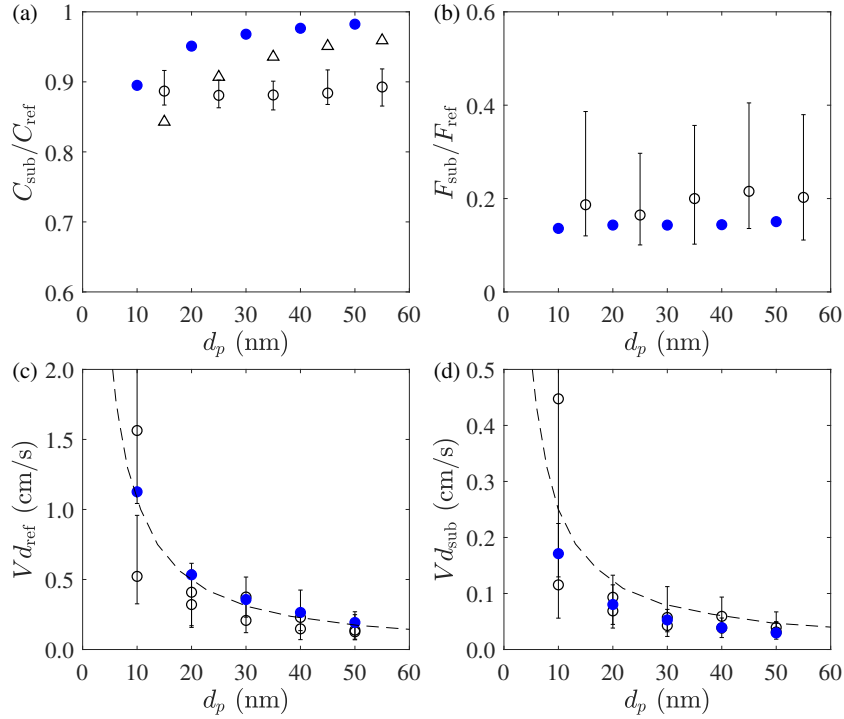 (a)
1
0.9
0.8
0.7
0.6
0 10 20 30 40 50 60
d_p (nm)
C_sub/C_ref
(b)
0.6
0.4
0.2
0
0 10 20 30 40 50 60
d_p (nm)
F_sub/F_ref
(c)
2.0
1.5
1.0
0.5
0.0
0 10 20 30 40 50 60
d_p (nm)
Vd_ref (cm/s)
(d)
0.5
0.4
0.3
0.2
0.1
0.0
0 10 20 30 40 50 60
d_p (nm)
Vd_sub (cm/s)